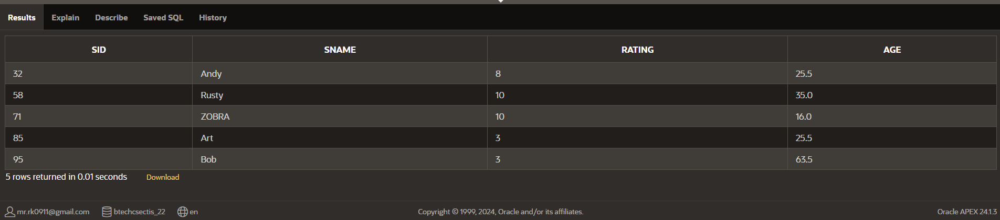 Results Explain Describe Saved SQL History
SID SNAME RATING AGE
32 Andy 8 25.5
58 Rusty 10 35.0
71 ZOBRA 10 16.0
85 Art 3 25.5
95 Bob 3 63.5
5 rows returned in 0.01 seconds Download
mr.rk0911@gmail.com btechcsectis_22 en Copyright © 1999, 2024, Oracle and/or its affiliates. Oracle APEX 24.1.3